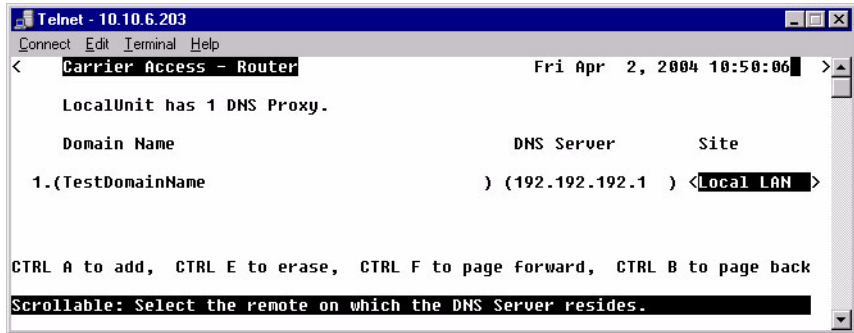 Telnet - 10.10.6.203
Connect Edit Terminal Help
< Carrier Access - Router Fri Apr 2, 2004 10:50:06 >
LocalUnit has 1 DNS Proxy.
Domain Name DNS Server Site
1.(TestDomainName ) (192.192.192.1 ) <Local LAN >
CTRL A to add, CTRL E to erase, CTRL F to page forward, CTRL B to page back
Scrollable: Select the remote on which the DNS Server resides.